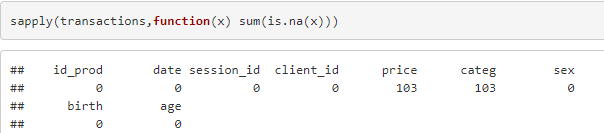 sapply(transactions,function(x) sum(is.na(x)))
##    id_prod       date session_id  client_id      price      categ        sex
##          0          0          0          0        103        103          0
##      birth        age
##          0          0